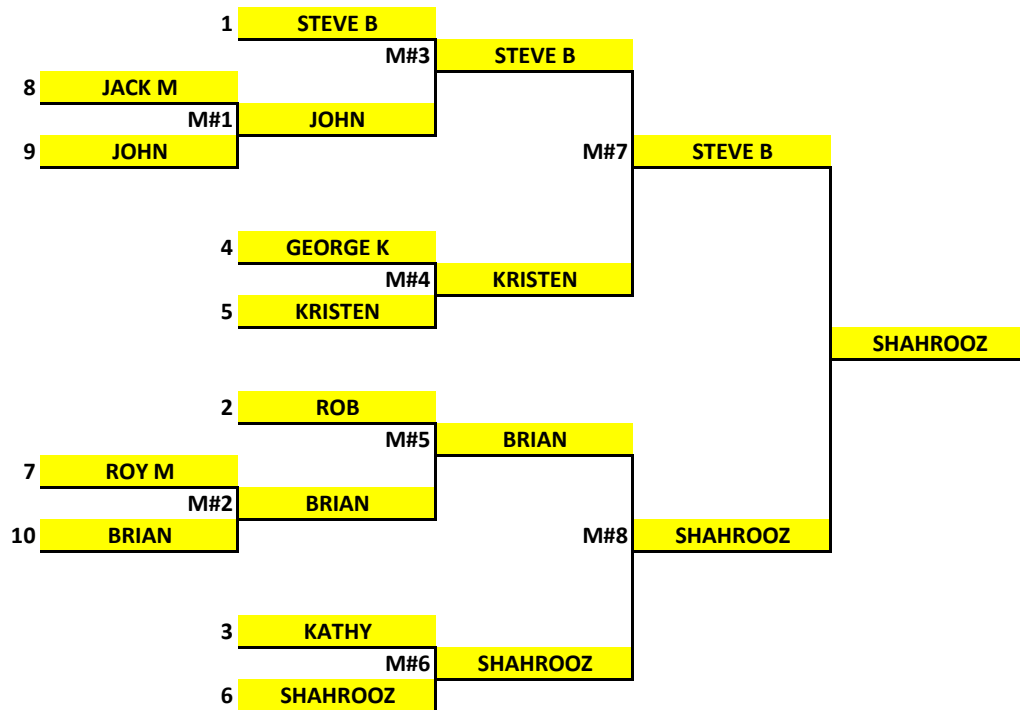 1 STEVE B
M#3 STEVE B
8 JACK M
M#1 JOHN
9 JOHN
M#7 STEVE B
4 GEORGE K
M#4 KRISTEN
5 KRISTEN
SHAHROOZ
2 ROB
M#5 BRIAN
7 ROY M
M#2 BRIAN
10 BRIAN
M#8 SHAHROOZ
3 KATHY
M#6 SHAHROOZ
6 SHAHROOZ